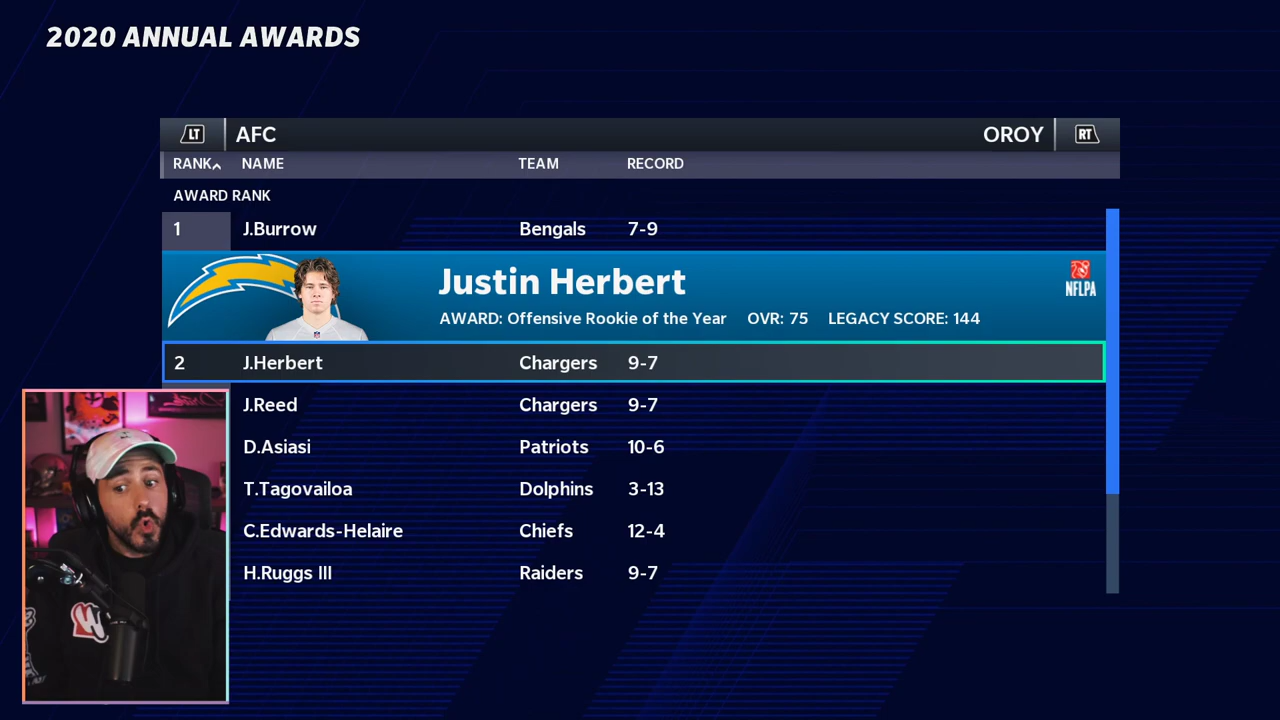 2020 ANNUAL AWARDS
LT AFC OROY RT
RANK NAME TEAM RECORD
AWARD RANK
1 J.Burrow Bengals 7-9
Justin Herbert
NFLPA
AWARD: Offensive Rookie of the Year OVR: 75 LEGACY SCORE: 144
2 J.Herbert Chargers 9-7
J.Reed Chargers 9-7
D.Asiasi Patriots 10-6
T.Tagovailoa Dolphins 3-13
C.Edwards-Helaire Chiefs 12-4
H.Ruggs III Raiders 9-7